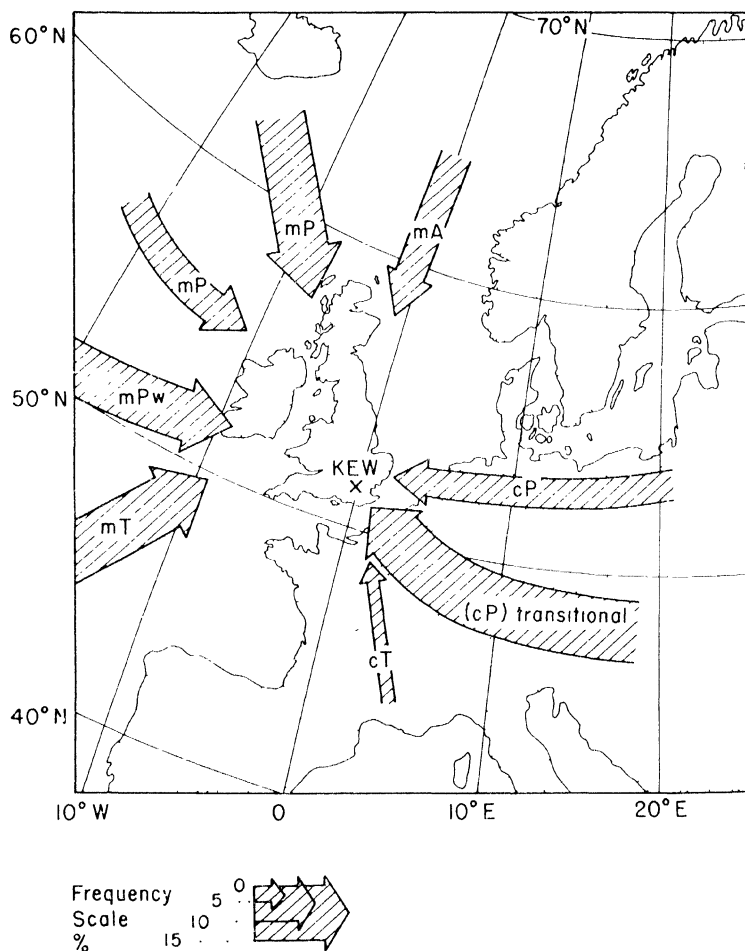 60°N
70°N
mP
mA
mP
mPw
50°N
KEW
cP
mT
(cP) transitional
cT
40°N
10°W
0
10°E
20°E
Frequency 0
Scale 5
% 10
15